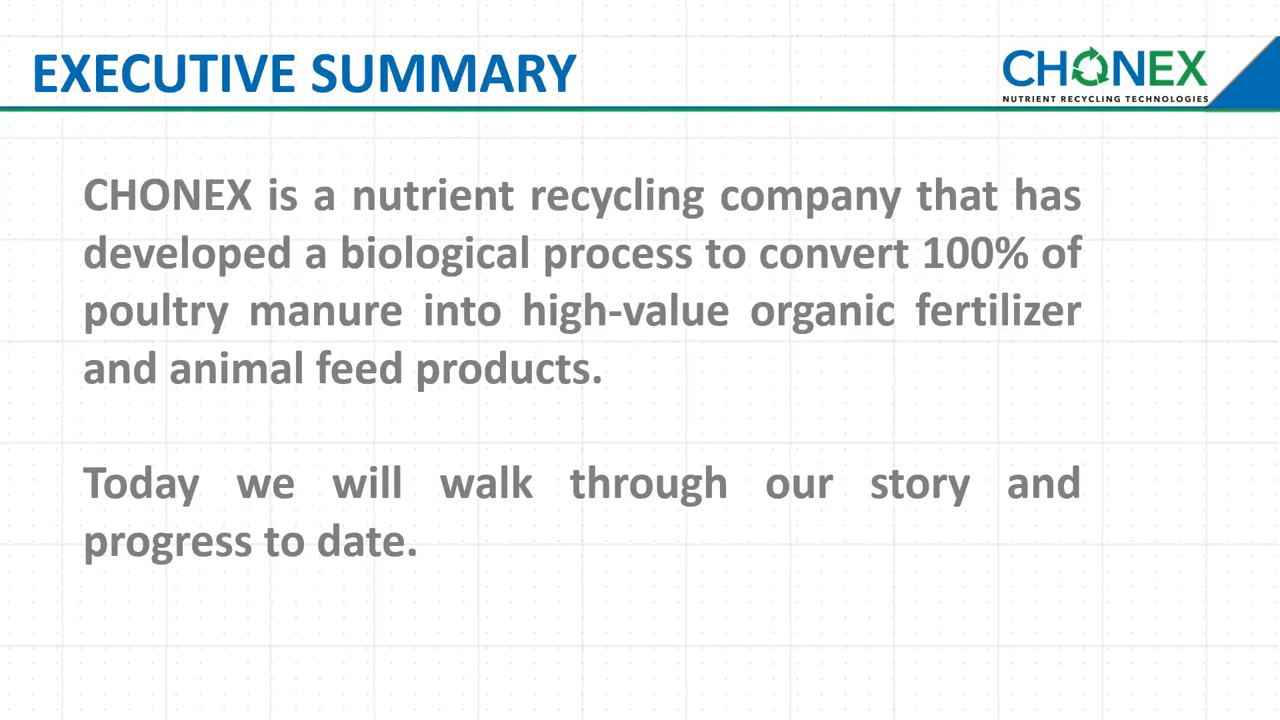 EXECUTIVE SUMMARY
CHONEX
NUTRIENT RECYCLING TECHNOLOGIES
CHONEX is a nutrient recycling company that has
developed a biological process to convert 100% of
poultry manure into high-value organic fertilizer
and animal feed products.
Today we will walk through our story and
progress to date.